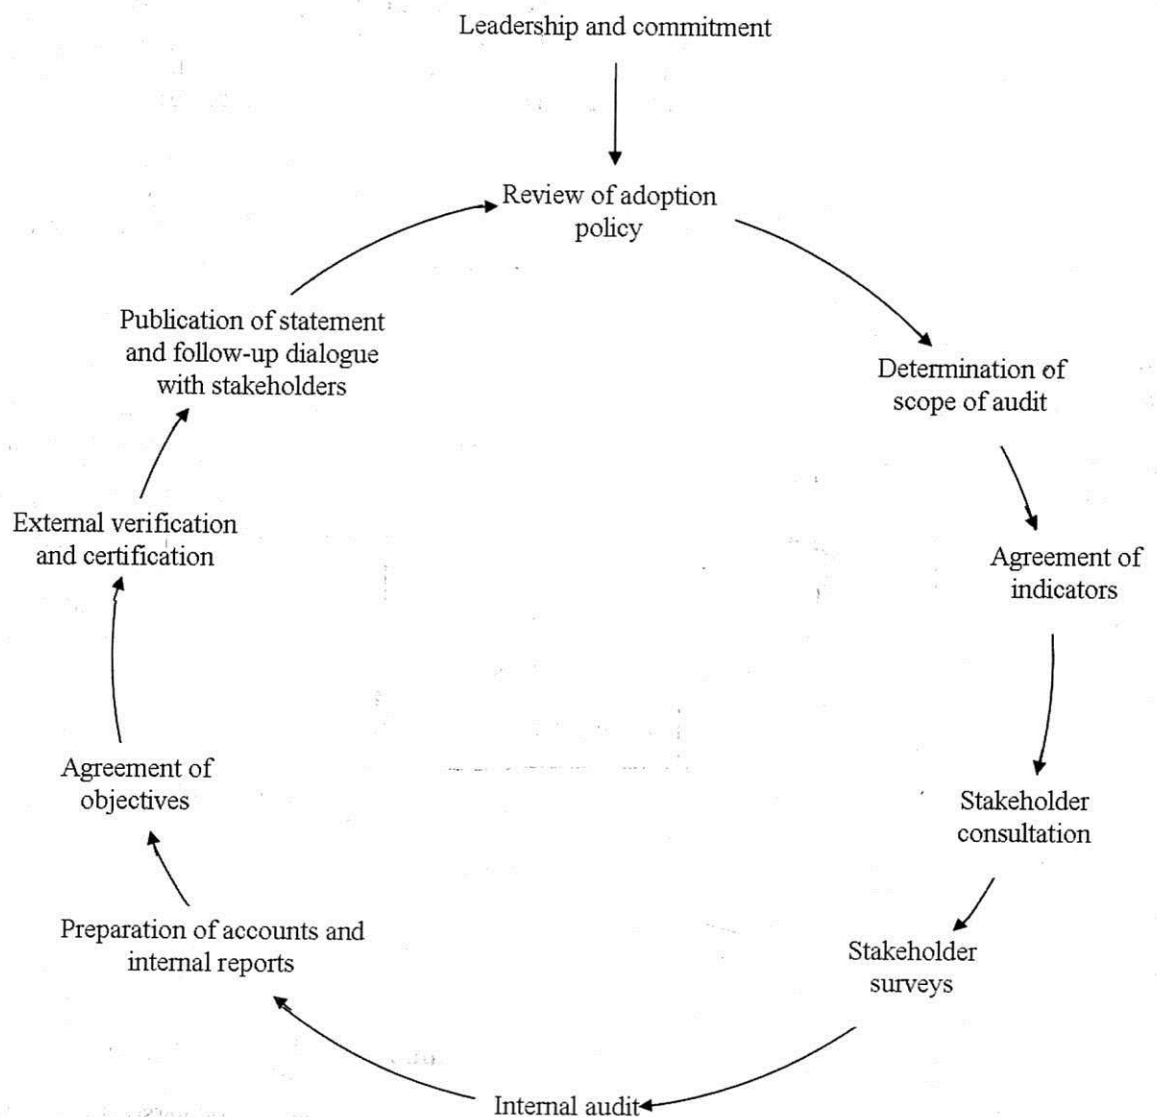 Leadership and commitment
Review of adoption
policy
Determination of
scope of audit
Agreement of
indicators
Stakeholder
consultation
Stakeholder
surveys
Internal audit
Preparation of accounts and
internal reports
Agreement of
objectives
External verification
and certification
Publication of statement
and follow-up dialogue
with stakeholders